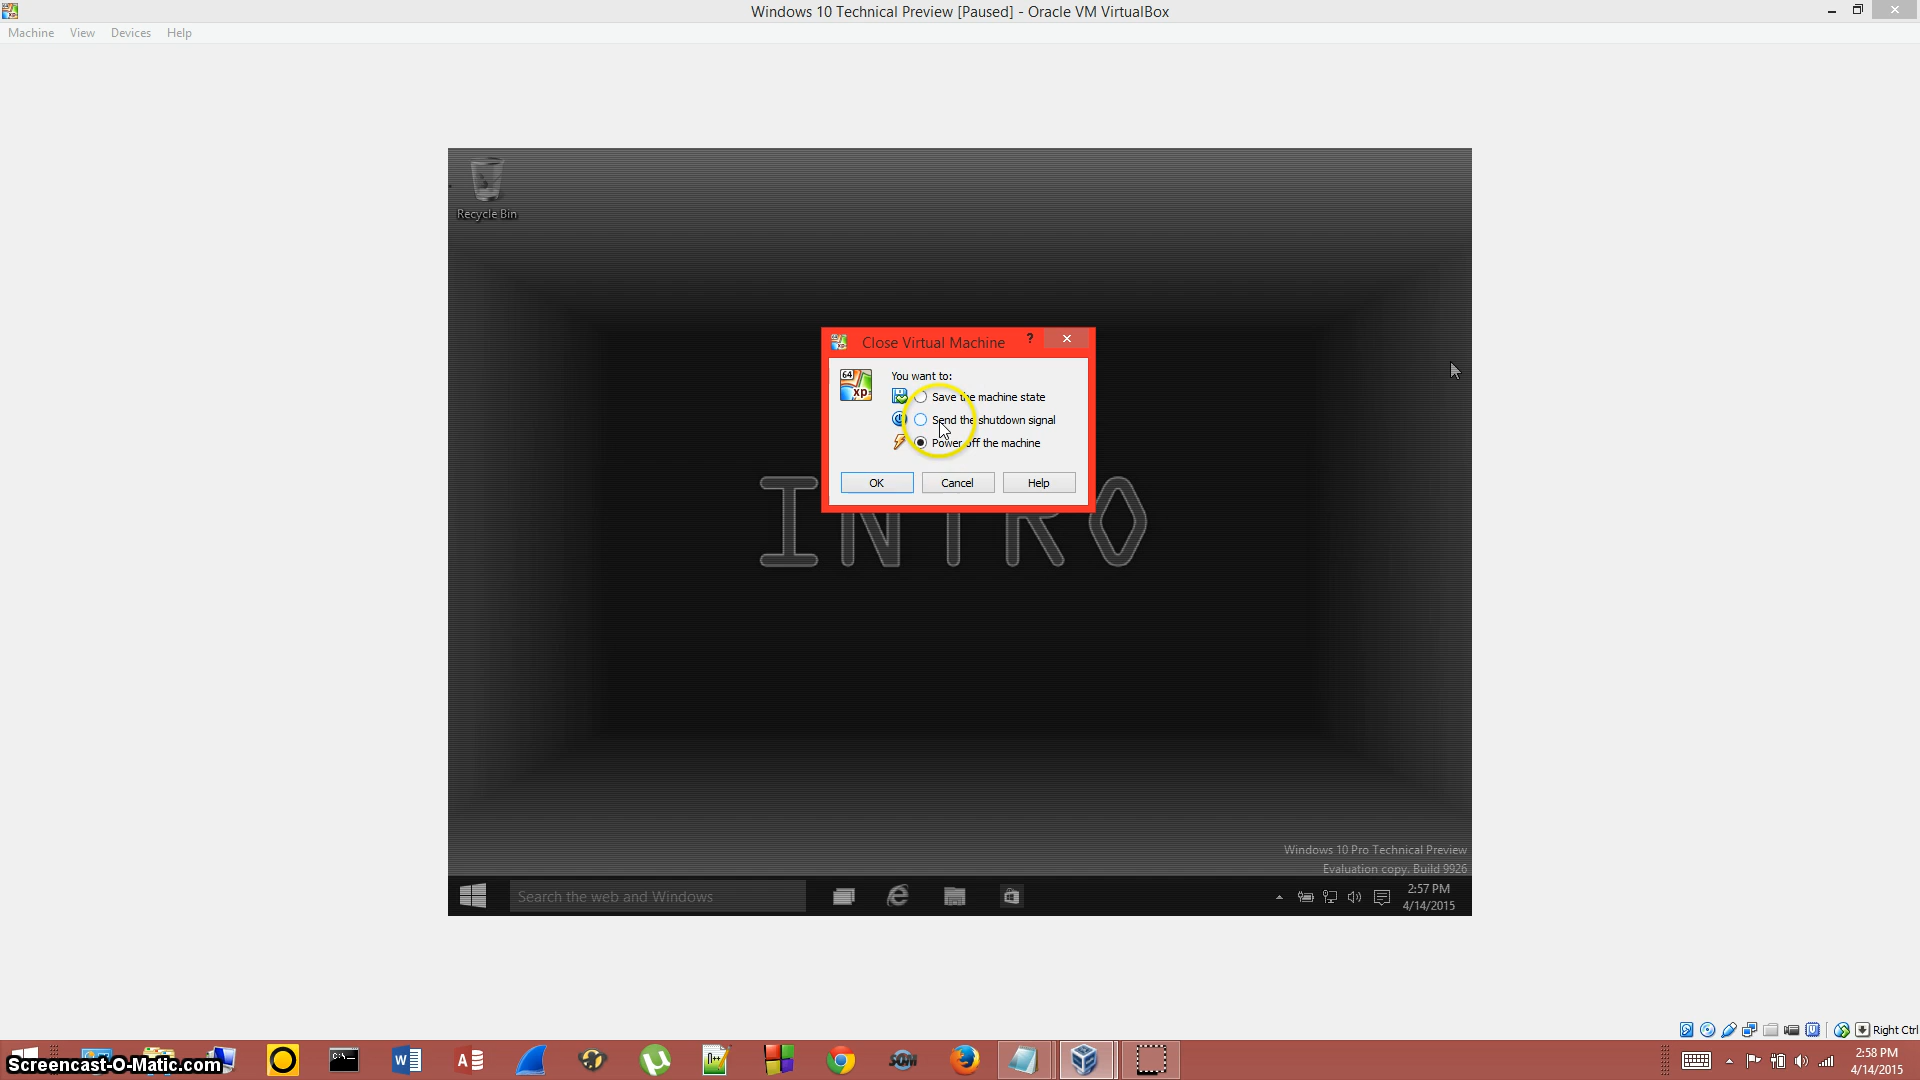 Windows 10 Technical Preview [Paused] - Oracle VM VirtualBox
Machine View Devices Help
Recycle Bin
Close Virtual Machine ?
64
XP
You want to:
Save the machine state
Send the shutdown signal
Power off the machine
OK Cancel Help
INTRO
Windows 10 Pro Technical Preview
Evaluation copy. Build 9926
Search the web and Windows
2:57 PM
4/14/2015
Right Ctrl
Screencast-O-Matic.com
2:58 PM
4/14/2015